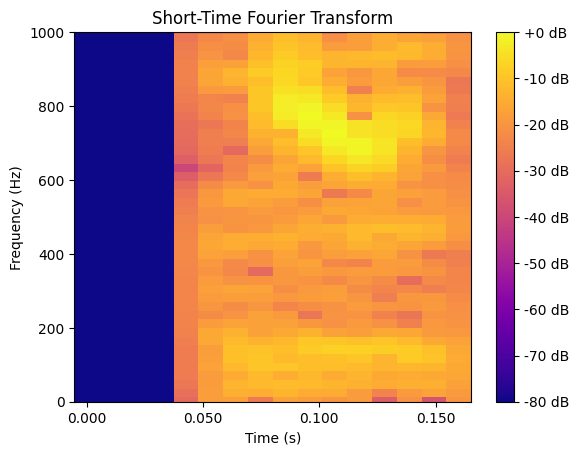 Short-Time Fourier Transform
1000
800
600
400
200
0
Frequency (Hz)
0.000
0.050
0.100
0.150
Time (s)
+0 dB
-10 dB
-20 dB
-30 dB
-40 dB
-50 dB
-60 dB
-70 dB
-80 dB